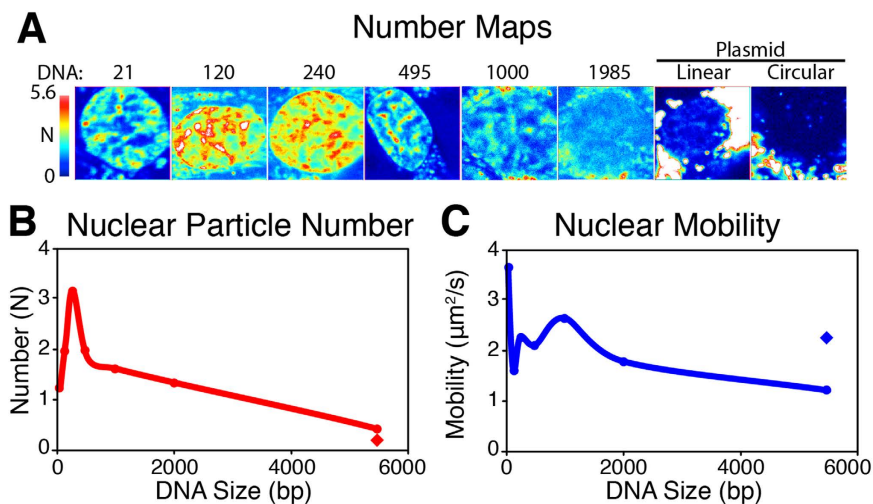 A
Number Maps
Plasmid
DNA: 21 120 240 495 1000 1985 Linear Circular
5.6
N
0
B Nuclear Particle Number
4
3
2
1
0
Number (N)
0 2000 4000 6000
DNA Size (bp)
C Nuclear Mobility
4
3
2
1
0
Mobility (µm²/s)
0 2000 4000 6000
DNA Size (bp)